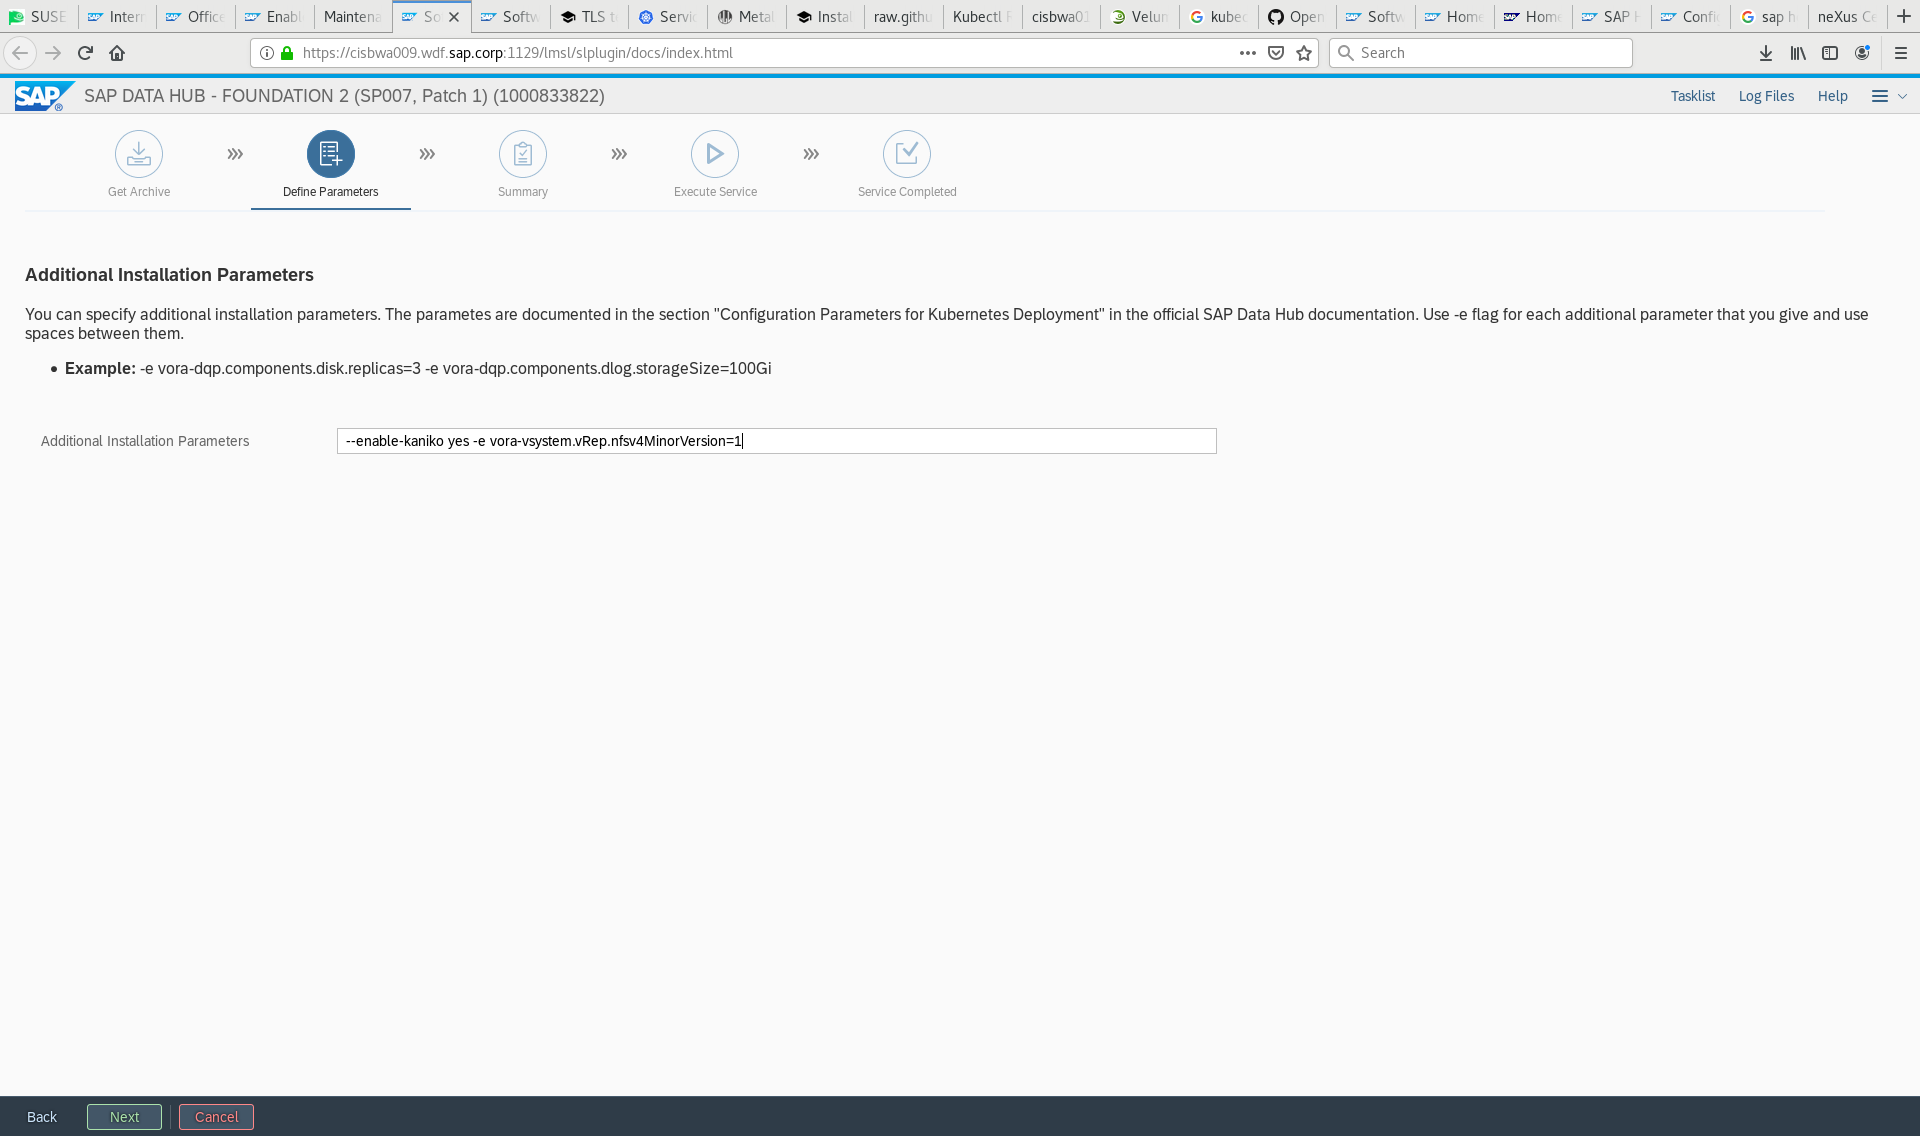 SUSE Inter Office Enabl Maintena So Softw TLS t Servi Metal Instal raw.githu Kubectl cisbwa01 Velun kubec Open Softw Home Home SAP Confi sap h neXus Ce
https://cisbwa009.wdf.sap.corp:1129/lmsl/slplugin/docs/index.html
Search
SAP SAP DATA HUB - FOUNDATION 2 (SP007, Patch 1) (1000833822)
Tasklist Log Files Help
Get Archive Define Parameters Summary Execute Service Service Completed
Additional Installation Parameters
You can specify additional installation parameters. The parametes are documented in the section "Configuration Parameters for Kubernetes Deployment" in the official SAP Data Hub documentation. Use -e flag for each additional parameter that you give and use
spaces between them.
• Example: -e vora-dqp.components.disk.replicas=3 -e vora-dqp.components.dlog.storageSize=100Gi
Additional Installation Parameters --enable-kaniko yes -e vora-vsystem.vRep.nfsv4MinorVersion=1
Back Next Cancel